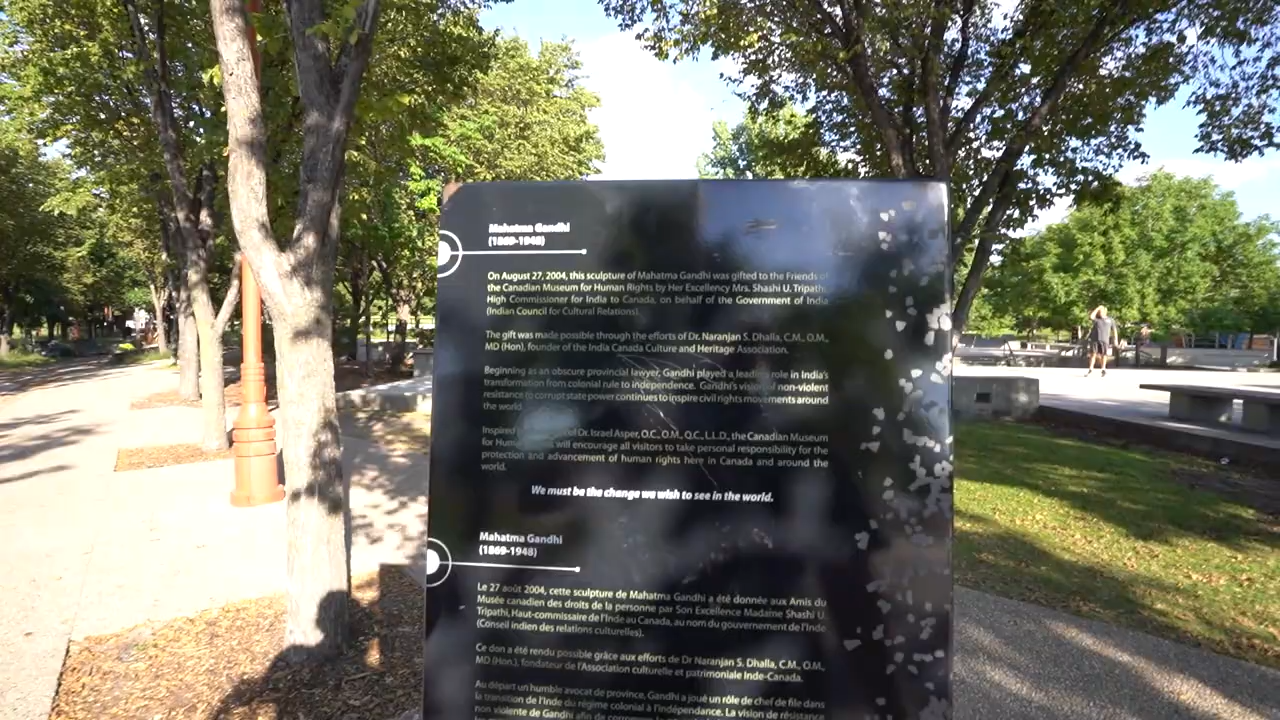 Mahatma Gandhi
(1869-1948)
On August 27, 2004, this sculpture of Mahatma Gandhi was gifted to the Friends of
the Canadian Museum for Human Rights by Her Excellency Mrs. Shashi U. Tripathi,
High Commissioner for India to Canada, on behalf of the Government of India
(Indian Council for Cultural Relations).
The gift was made possible through the efforts of Dr. Naranjan S. Dhalla, C.M., O.M.,
MD (Hon), founder of the India Canada Culture and Heritage Association.
Beginning as an obscure provincial lawyer, Gandhi played a leading role in India's
transformation from colonial rule to independence. Gandhi's vision of non-violent
resistance to corrupt state power continues to inspire civil rights movements around
the world.
Inspired of Dr. Israel Asper, O.C., O.M., Q.C., L.L.D., the Canadian Museum
for Human will encourage all visitors to take personal responsibility for the
protection and advancement of human rights here in Canada and around the
world.
We must be the change we wish to see in the world.
Mahatma Gandhi
(1869-1948)
Le 27 août 2004, cette sculpture de Mahatma Gandhi a été donnée aux Amis du
Musée canadien des droits de la personne par Son Excellence Madame Shashi U.
Tripathi, Haut-commissaire de l'Inde au Canada, au nom du gouvernement de l'Inde
(Conseil indien des relations culturelles).
Ce don a été rendu possible grâce aux efforts de Dr Naranjan S. Dhalla, C.M., O.M.,
MD (Hon.), fondateur de l'Association culturelle et patrimoniale Inde-Canada.
Au départ un humble avocat de province, Gandhi a joué un rôle de chef de file dans
la transition de l'Inde du régime colonial à l'indépendance. La vision de résistance
non violente de Gandhi afin de